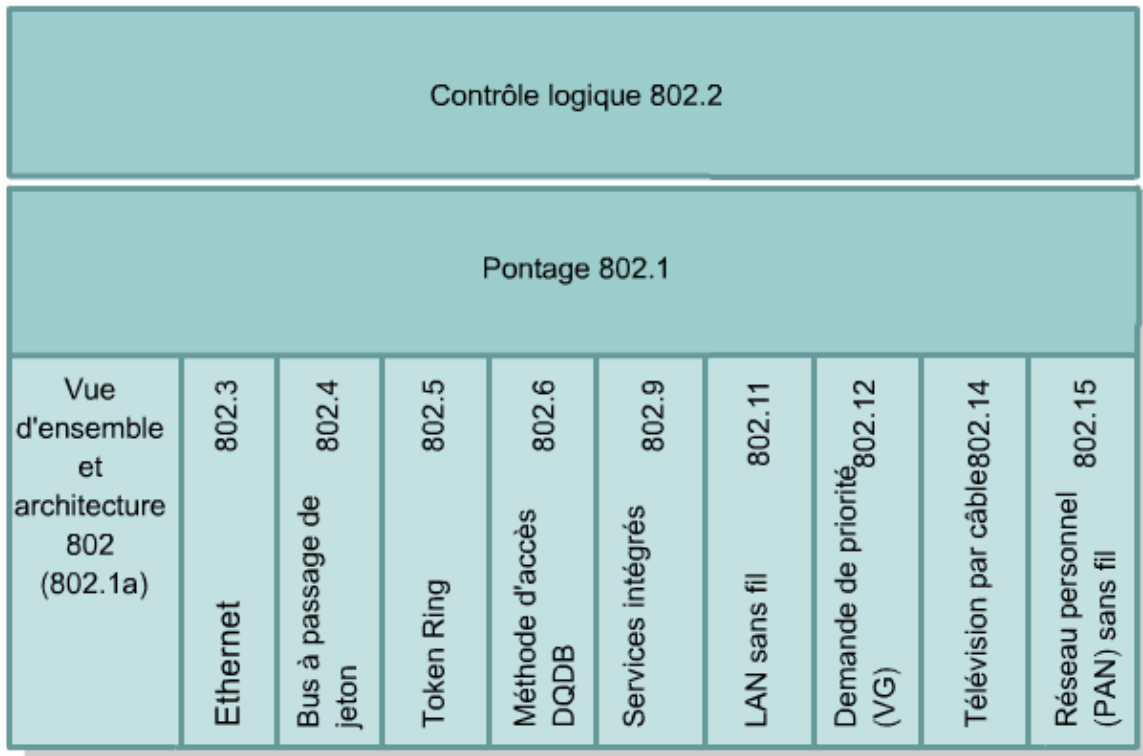 Contrôle logique 802.2
Pontage 802.1
Vue
d'ensemble
et
architecture
802
(802.1a)
Ethernet 802.3
Bus à passage de
jeton
802.4
Token Ring 802.5
Méthode d'accès
DQDB
802.6
Services intégrés 802.9
LAN sans fil 802.11
Demande de priorité
(VG)
802.12
Télévision par câble802.14
Réseau personnel
(PAN) sans fil
802.15